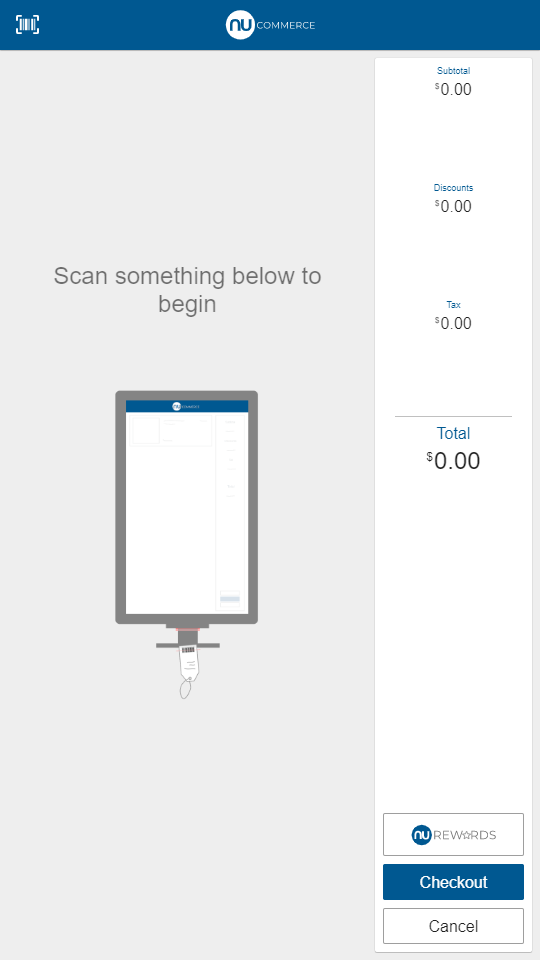 nu COMMERCE
Subtotal
$0.00
Discounts
$0.00
Tax
$0.00
Total
$0.00
Scan something below to
begin
nu
nu REWARDS
Checkout
Cancel